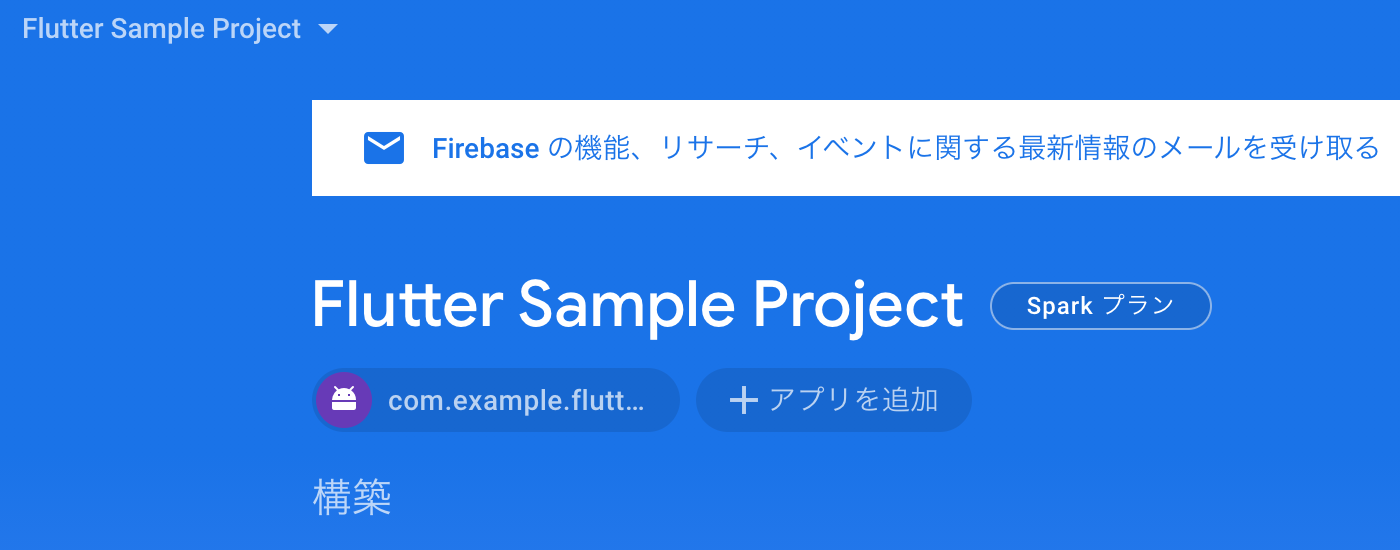 Flutter Sample Project
Firebase の機能、リサーチ、イベントに関する最新情報のメールを受け取る
Flutter Sample Project Spark プラン
com.example.flutt... アプリを追加
構築